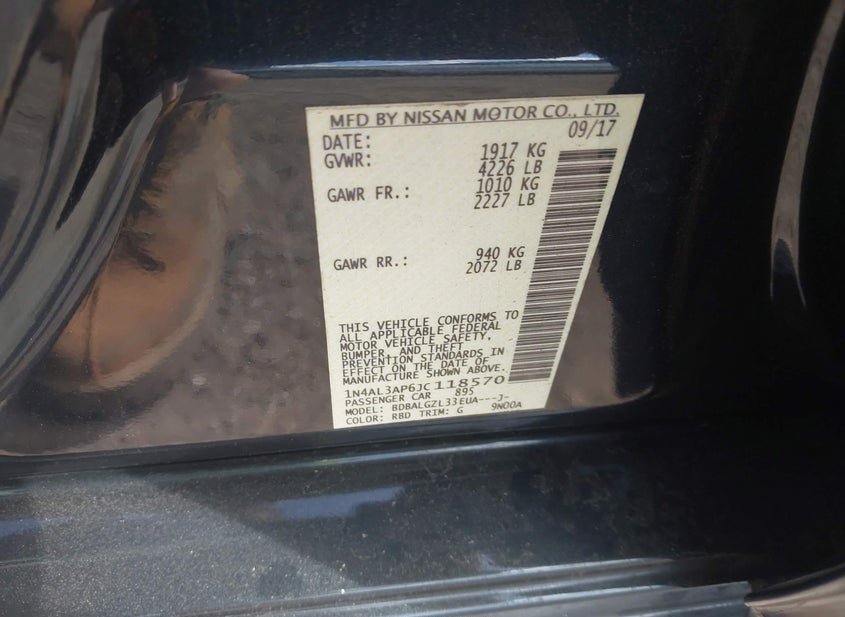 MFD BY NISSAN MOTOR CO., LTD.
DATE: 09/17
GVWR: 1917 KG
4226 LB
GAWR FR.: 1010 KG
2227 LB
GAWR RR.: 940 KG
2072 LB
THIS VEHICLE CONFORMS TO
ALL APPLICABLE FEDERAL
MOTOR VEHICLE SAFETY,
BUMPER, AND THEFT
PREVENTION STANDARDS IN
EFFECT ON THE DATE OF
MANUFACTURE SHOWN ABOVE.
1N4AL3AP6JC118570
PASSENGER CAR 895
MODEL: BDBALGZL33EUA---J-
COLOR: RBD TRIM: G 9N00A